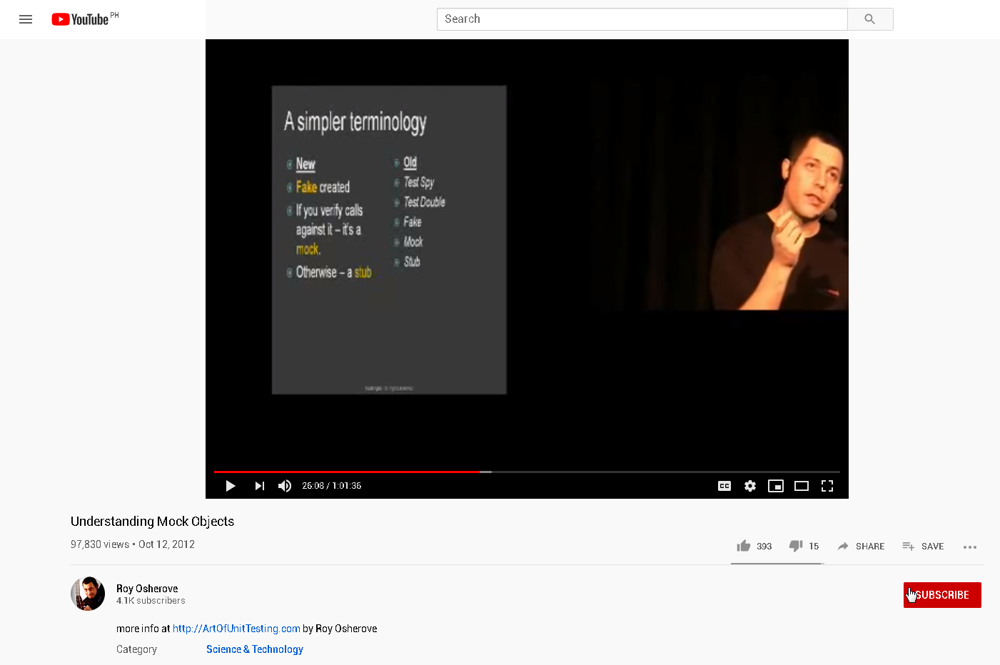 YouTube PH
Search
A simpler terminology
New
Fake created
If you verify calls
against it – it's a
mock.
Otherwise – a stub
Old
Test Spy
Test Double
Fake
Mock
Stub
26:08 / 1:01:36
CC
Understanding Mock Objects
97,830 views • Oct 12, 2012
393
15
SHARE
SAVE
Roy Osherove
4.1K subscribers
SUBSCRIBE
more info at http://ArtOfUnitTesting.com by Roy Osherove
Category
Science & Technology